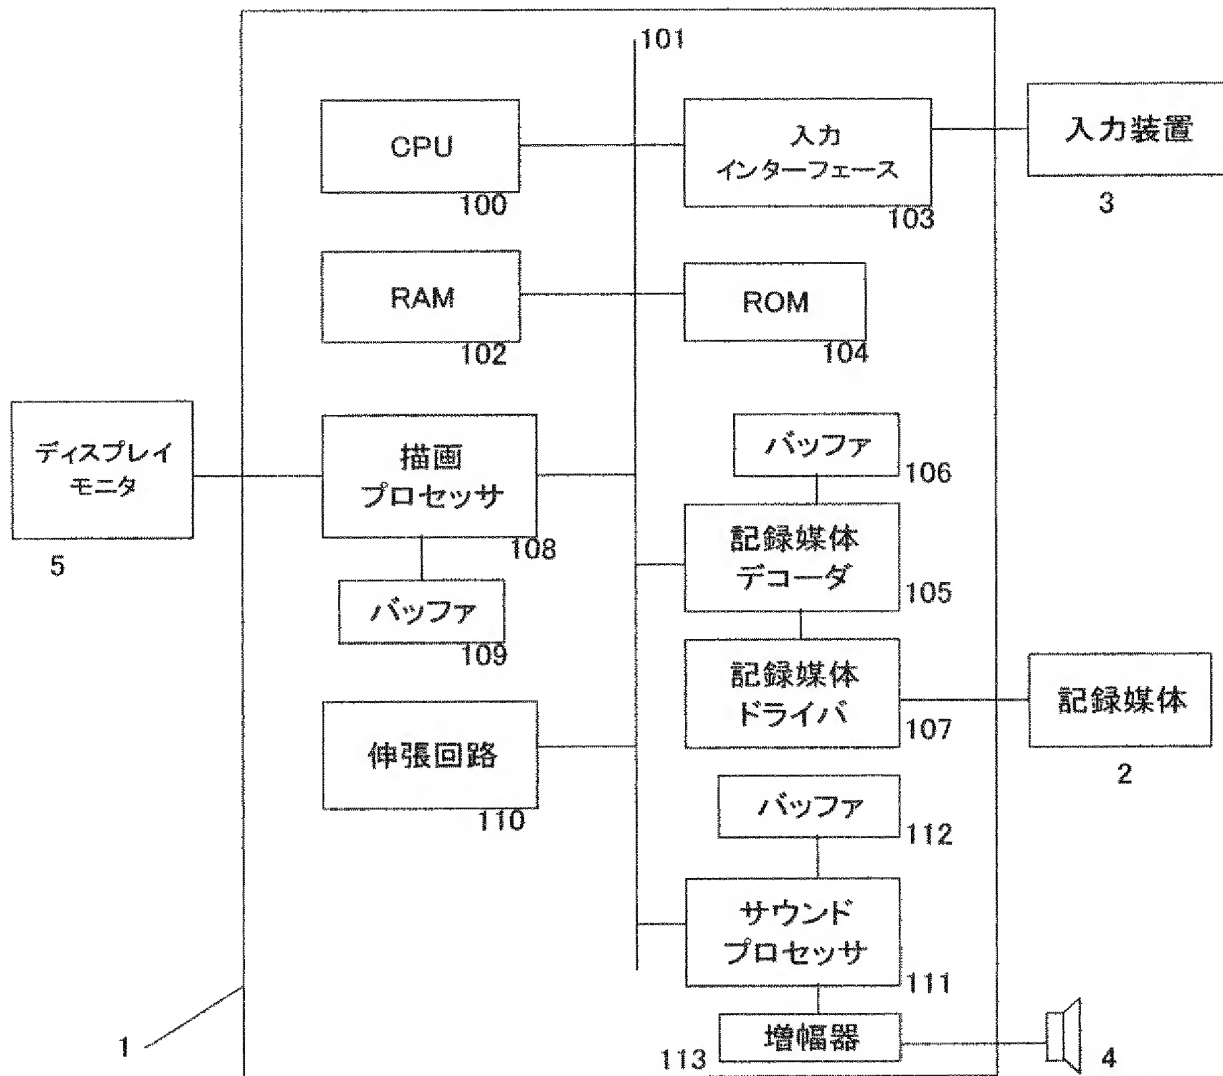 101
CPU
100
入力
インターフェース
103
入力装置
3
RAM
102
ROM
104
ディスプレイ
モニタ
5
描画
プロセッサ
108
バッファ
106
記録媒体
デコーダ
105
バッファ
109
記録媒体
ドライバ
107
記録媒体
2
伸張回路
110
バッファ
112
サウンド
プロセッサ
111
増幅器
113
4
1